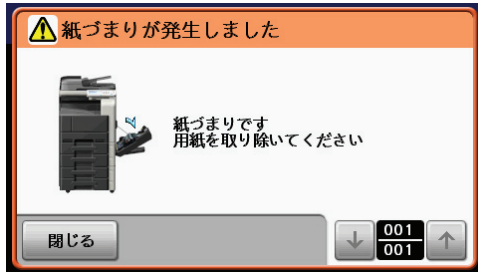 紙づまりが発生しました
紙づまりです
用紙を取り除いてください
閉じる
001
001